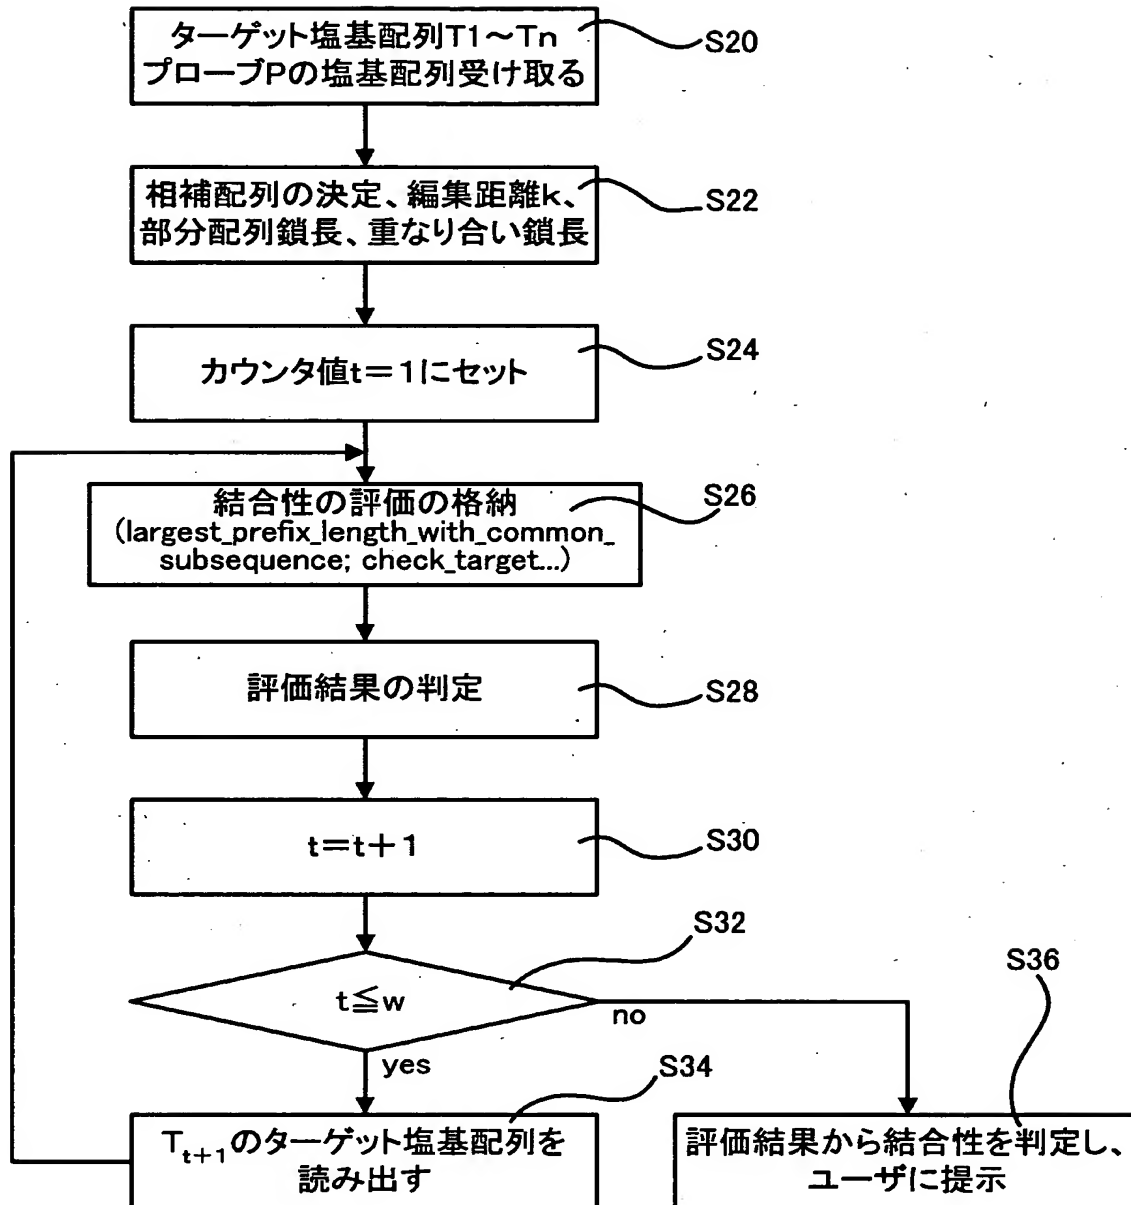 ターゲット塩基配列T1~Tn
プローブPの塩基配列受け取る
S20
相補配列の決定、編集距離k、
部分配列鎖長、重なり合い鎖長
S22
カウンタ値t=1にセット
S24
結合性の評価の格納
(largest_prefix_length_with_common_
subsequence; check_target...)
S26
評価結果の判定
S28
t=t+1
S30
t≦w
S32
no
yes
S36
S34
Tt+1のターゲット塩基配列を
読み出す
評価結果から結合性を判定し、
ユーザに提示